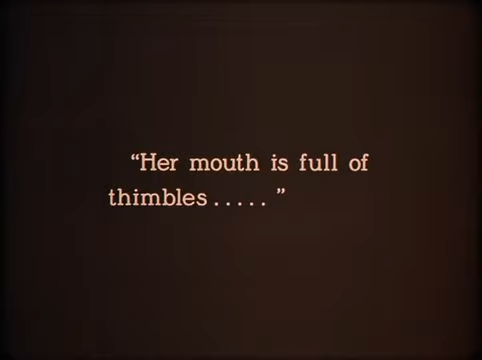 “Her mouth is full of
thimbles . . . . . ”